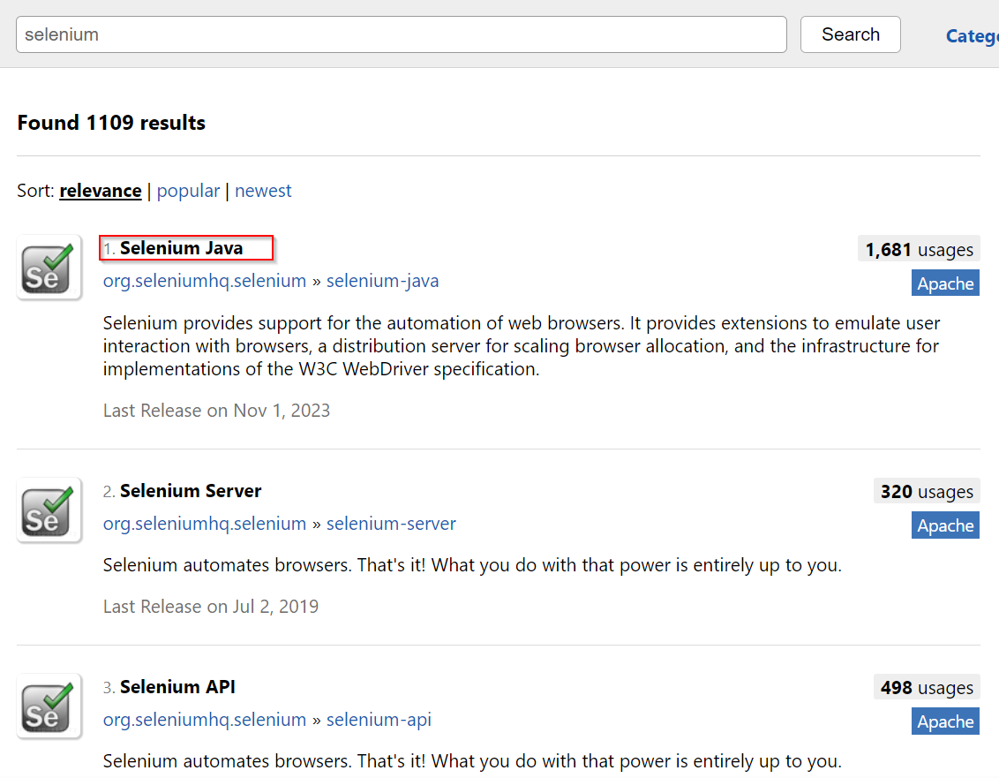 selenium
Search
Catego
Found 1109 results
Sort: relevance | popular | newest
Se
1. Selenium Java
1,681 usages
org.seleniumhq.selenium » selenium-java
Apache
Selenium provides support for the automation of web browsers. It provides extensions to emulate user
interaction with browsers, a distribution server for scaling browser allocation, and the infrastructure for
implementations of the W3C WebDriver specification.
Last Release on Nov 1, 2023
Se
2. Selenium Server
320 usages
org.seleniumhq.selenium » selenium-server
Apache
Selenium automates browsers. That's it! What you do with that power is entirely up to you.
Last Release on Jul 2, 2019
Se
3. Selenium API
498 usages
org.seleniumhq.selenium » selenium-api
Apache
Selenium automates browsers. That's it! What you do with that power is entirely up to you.